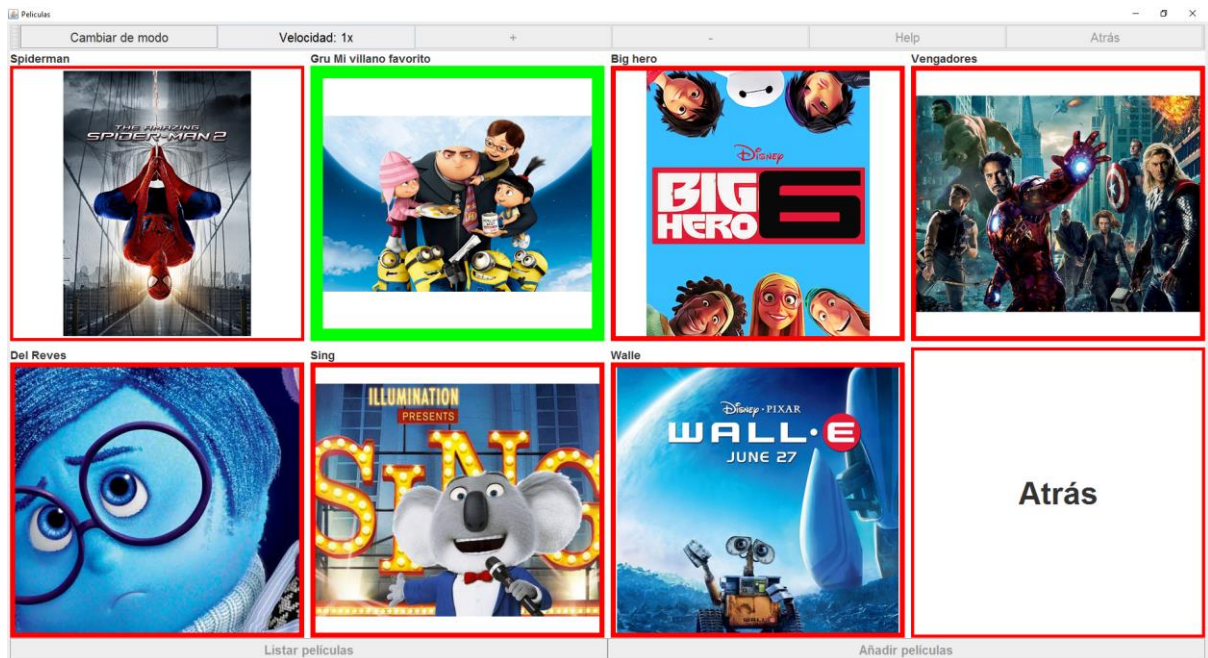 Peliculas
Cambiar de modo
Velocidad: 1x
+
-
Help
Atrás
Spiderman
Gru Mi villano favorito
Big hero
Vengadores
THE AMAZING
SPIDER-MAN 2
DISNEY
BIG
HERO
6
Del Reves
Sing
Walle
ILLUMINATION
PRESENTS
SING
DISNEY · PIXAR
WALL·E
JUNE 27
WALL·E
Atrás
Listar películas
Añadir películas